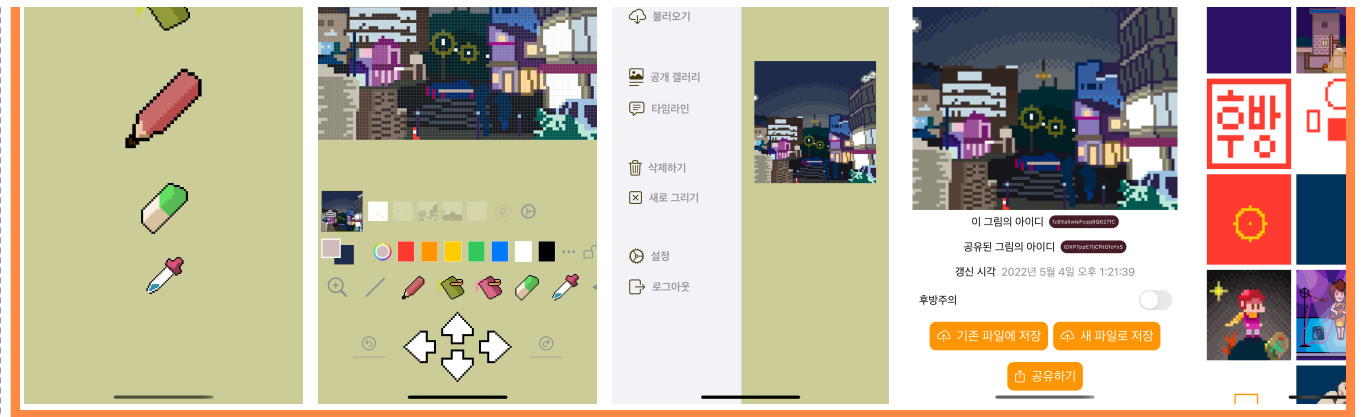 불러오기
공개 갤러리
타임라인
삭제하기
새로 그리기
설정
로그아웃
이 그림의 아이디
공유된 그림의 아이디
갱신 시각 2022년 5월 4일 오후 1:21:39
후방주의
기존 파일에 저장 새 파일로 저장
공유하기
후방